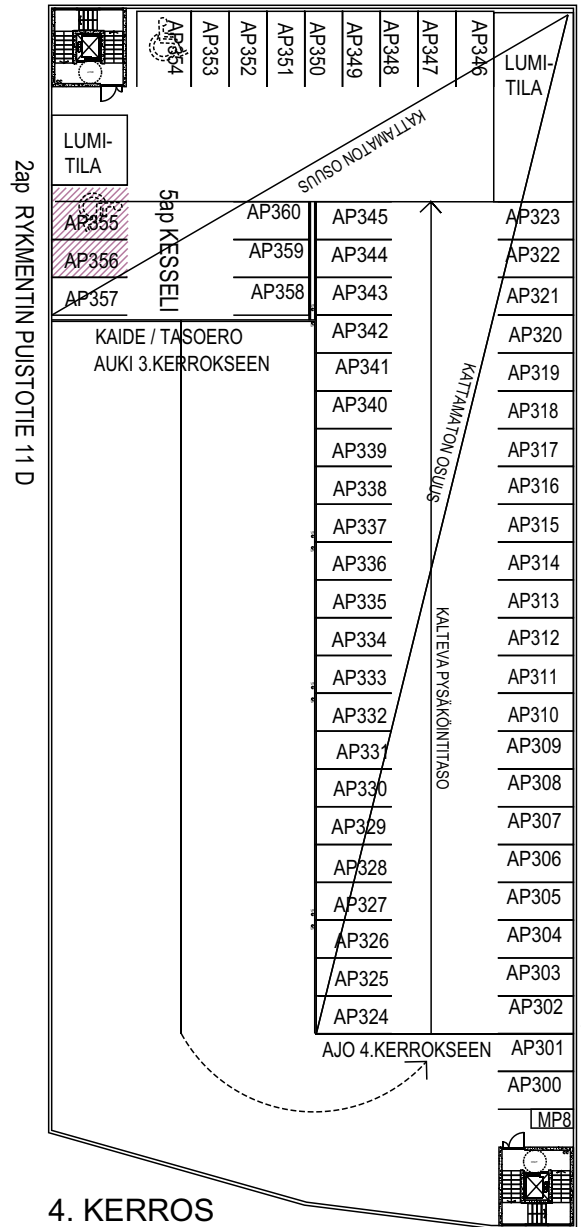 AP354
AP353
AP352
AP351
AP350
AP349
AP348
AP347
AP346
LUMI-
TILA
LUMI-
TILA
KATTAMATON OSUUS
2ap RYKMENTIN PUISTOTIE 11 D
5ap KESSELI
AP355
AP356
AP357
AP360
AP359
AP358
KAIDE / TASOERO
AUKI 3.KERROKSEEN
AP345
AP344
AP343
AP342
AP341
AP340
AP339
AP338
AP337
AP336
AP335
AP334
AP333
AP332
AP331
AP330
AP329
AP328
AP327
AP326
AP325
AP324
KATTAMATON OSUUS
KALTEVA PYSÄKÖINTITASO
AP323
AP322
AP321
AP320
AP319
AP318
AP317
AP316
AP315
AP314
AP313
AP312
AP311
AP310
AP309
AP308
AP307
AP306
AP305
AP304
AP303
AP302
AP301
AP300
AJO 4.KERROKSEEN
MP8
4. KERROS